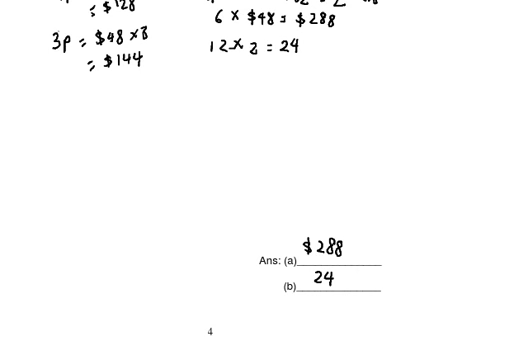 = $128
6 x $48 = $288
3p = $48 x 3
12 x 2 = 24
= $144
$288
Ans: (a)
24
(b)
4